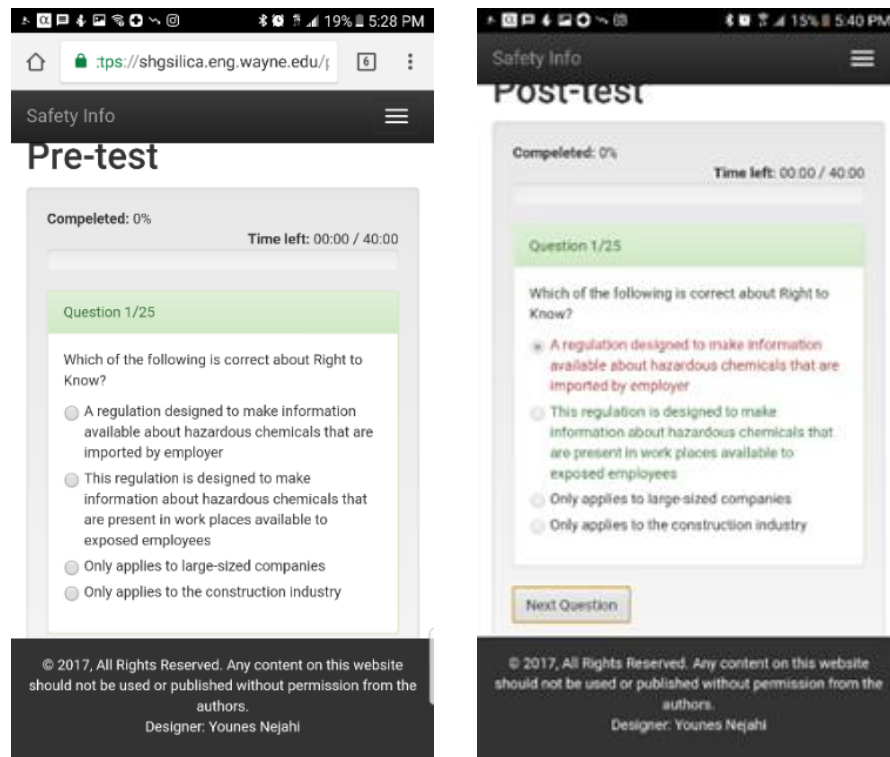 19% 5:28 PM
:tps://shgsilica.eng.wayne.edu/
6
Safety Info
Pre-test
Compeleted: 0%
Time left: 00:00 / 40:00
Question 1/25
Which of the following is correct about Right to
Know?
A regulation designed to make information
available about hazardous chemicals that are
imported by employer
This regulation is designed to make
information about hazardous chemicals that
are present in work places available to
exposed employees
Only applies to large-sized companies
Only applies to the construction industry
© 2017, All Rights Reserved. Any content on this website
should not be used or published without permission from the
authors.
Designer: Younes Nejahi
15% 5:40 PM
Safety Info
Post-test
Compeleted: 0%
Time left: 00:00 / 40:00
Question 1/25
Which of the following is correct about Right to
Know?
A regulation designed to make information
available about hazardous chemicals that are
imported by employer
This regulation is designed to make
information about hazardous chemicals that
are present in work places available to
exposed employees
Only applies to large-sized companies
Only applies to the construction industry
Next Question
© 2017, All Rights Reserved. Any content on this website
should not be used or published without permission from the
authors.
Designer: Younes Nejahi